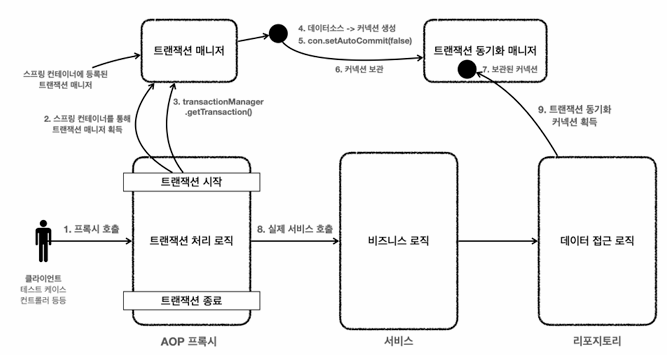 트랜잭션 매니저
4. 데이터소스 -> 커넥션 생성
5. con.setAutoCommit(false)
6. 커넥션 보관
트랜잭션 동기화 매니저
7. 보관된 커넥션
스프링 컨테이너에 등록된
트랜잭션 매니저
2. 스프링 컨테이너를 통해
트랜잭션 매니저 획득
3. transactionManager
.getTransaction()
9. 트랜잭션 동기화
커넥션 획득
트랜잭션 시작
1. 프록시 호출
트랜잭션 처리 로직
8. 실제 서비스 호출
비즈니스 로직
데이터 접근 로직
클라이언트
테스트 케이스
컨트롤러 등등
트랜잭션 종료
AOP 프록시
서비스
리포지토리